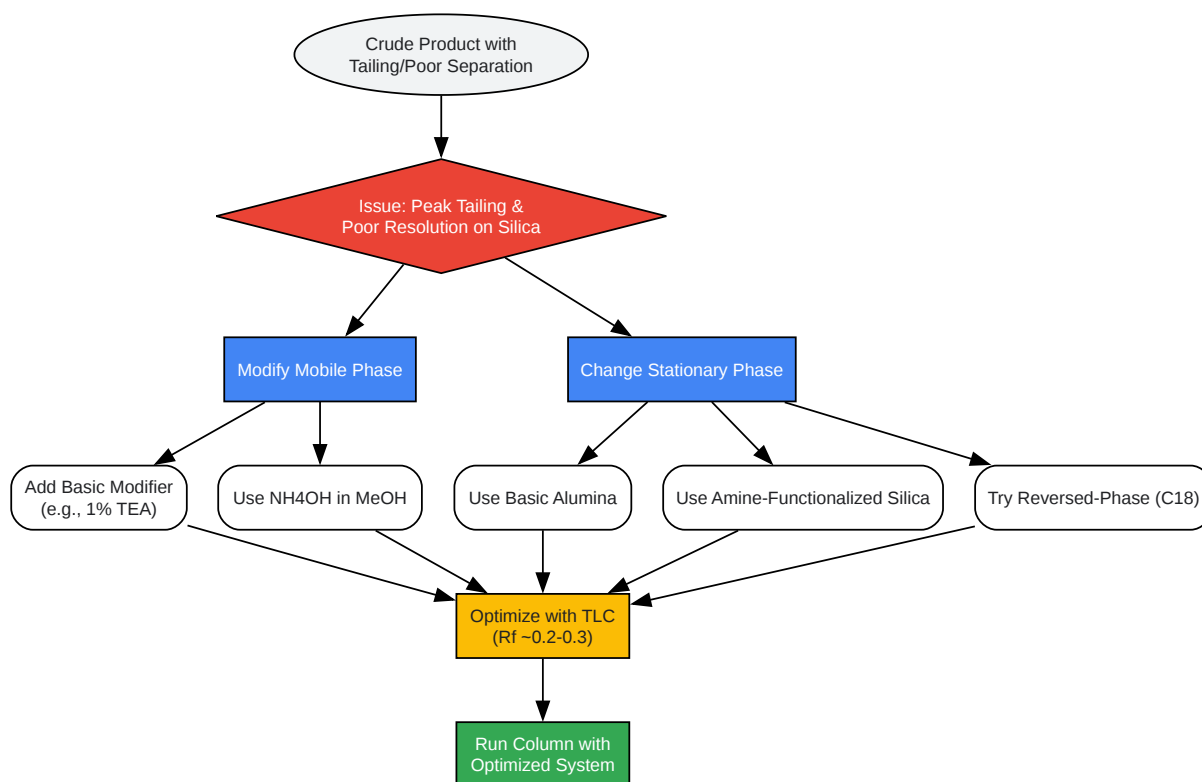 Crude Product with
Tailing/Poor Separation
Issue: Peak Tailing &
Poor Resolution on Silica
Modify Mobile Phase
Change Stationary Phase
Add Basic Modifier
(e.g., 1% TEA)
Use NH4OH in MeOH
Use Basic Alumina
Use Amine-Functionalized Silica
Try Reversed-Phase (C18)
Optimize with TLC
(Rf ~0.2-0.3)
Run Column with
Optimized System